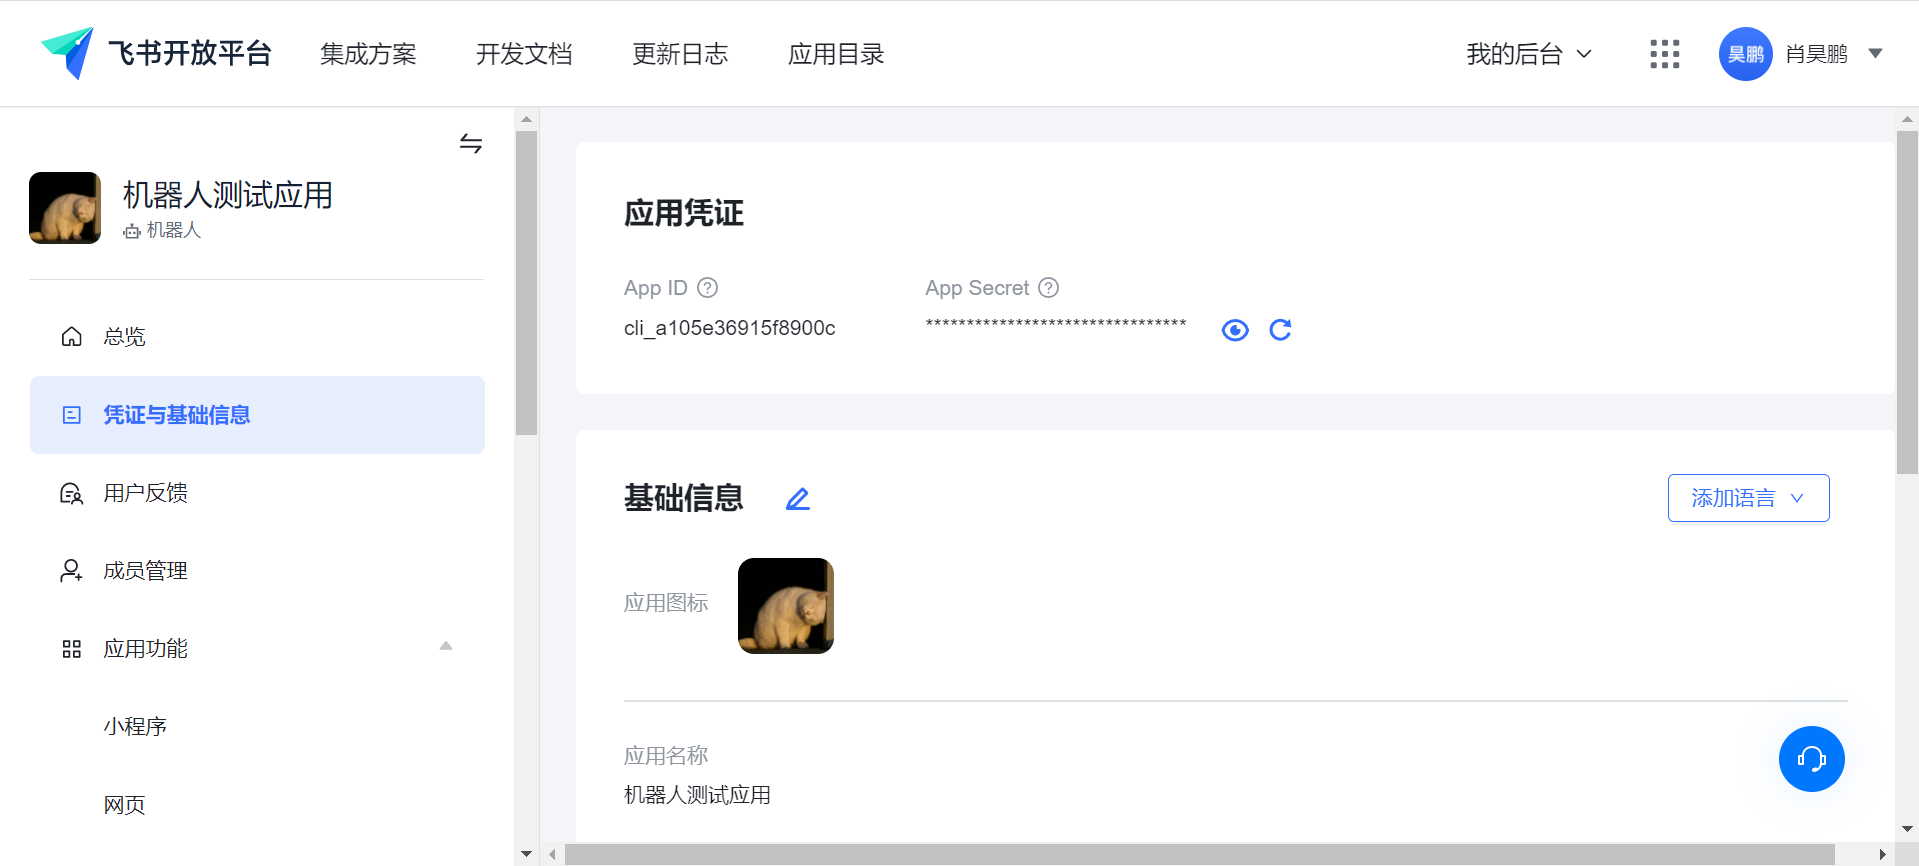 飞书开放平台 集成方案 开发文档 更新日志 应用目录 我的后台 昊鹏 肖昊鹏
机器人测试应用
机器人
总览
凭证与基础信息
用户反馈
成员管理
应用功能
小程序
网页
应用凭证
App ID App Secret
cli_a105e36915f8900c ********************************
基础信息 添加语言
应用图标
应用名称
机器人测试应用